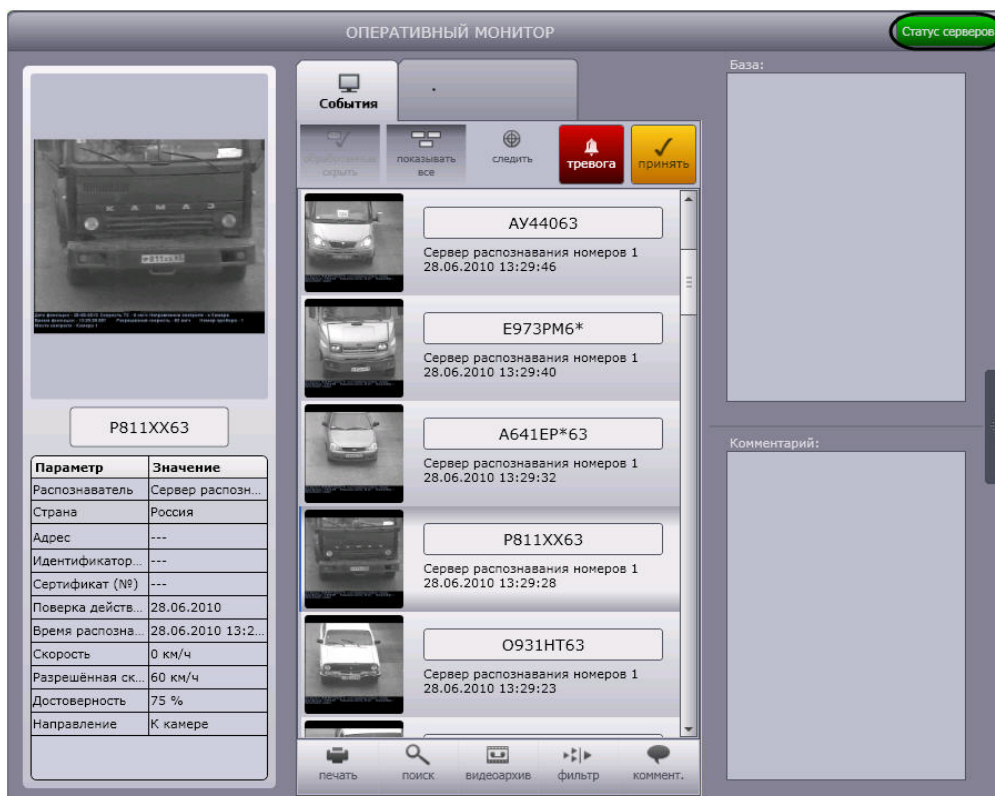 ОПЕРАТИВНЫЙ МОНИТОР
Статус серверов
КАМАЗ
Р811ХХ63
Параметр Значение
Распознаватель Сервер распозн...
Страна Россия
Адрес ---
Идентификатор... ---
Сертификат (№) ---
Поверка действ... 28.06.2010
Время распозна... 28.06.2010 13:2...
Скорость 0 км/ч
Разрешённая ск... 60 км/ч
Достоверность 75 %
Направление К камере
События
обработанные
скрыть
показывать
все
следить
тревога
принять
АУ44063
Сервер распознавания номеров 1
28.06.2010 13:29:46
Е973РМ6*
Сервер распознавания номеров 1
28.06.2010 13:29:40
А641ЕР*63
Сервер распознавания номеров 1
28.06.2010 13:29:32
Р811ХХ63
Сервер распознавания номеров 1
28.06.2010 13:29:28
О931НТ63
Сервер распознавания номеров 1
28.06.2010 13:29:23
печать
поиск
видеоархив
фильтр
коммент.
База:
Комментарий: